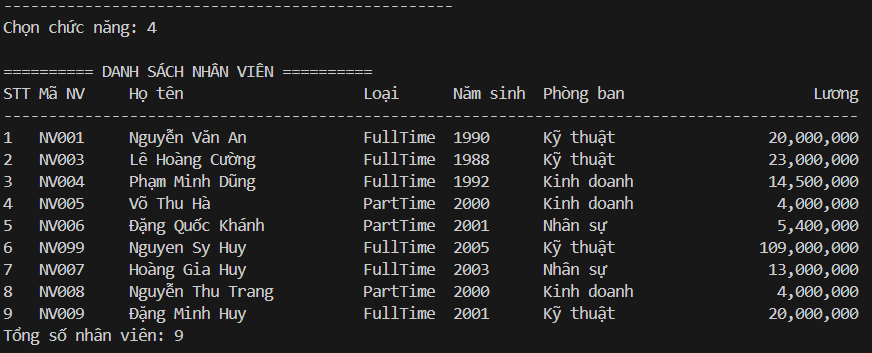 --------------------------------------------------
Chọn chức năng: 4
========== DANH SÁCH NHÂN VIÊN ==========
STT Mã NV     Họ tên                    Loại      Năm sinh  Phòng ban                     Lương
-----------------------------------------------------------------------------------------------
1   NV001     Nguyễn Văn An             FullTime  1990      Kỹ thuật                 20,000,000
2   NV003     Lê Hoàng Cường            FullTime  1988      Kỹ thuật                 23,000,000
3   NV004     Phạm Minh Dũng            FullTime  1992      Kinh doanh               14,500,000
4   NV005     Võ Thu Hà                 PartTime  2000      Kinh doanh                4,000,000
5   NV006     Đặng Quốc Khánh           PartTime  2001      Nhân sự                   5,400,000
6   NV099     Nguyen Sy Huy             FullTime  2005      Kỹ thuật                109,000,000
7   NV007     Hoàng Gia Huy             FullTime  2003      Nhân sự                  13,000,000
8   NV008     Nguyễn Thu Trang          PartTime  2000      Kinh doanh                4,000,000
9   NV009     Đặng Minh Huy             FullTime  2001      Kỹ thuật                 20,000,000
Tổng số nhân viên: 9